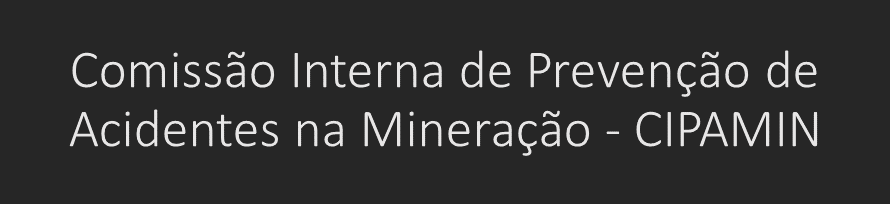 Comissão Interna de Prevenção de
Acidentes na Mineração - CIPAMIN